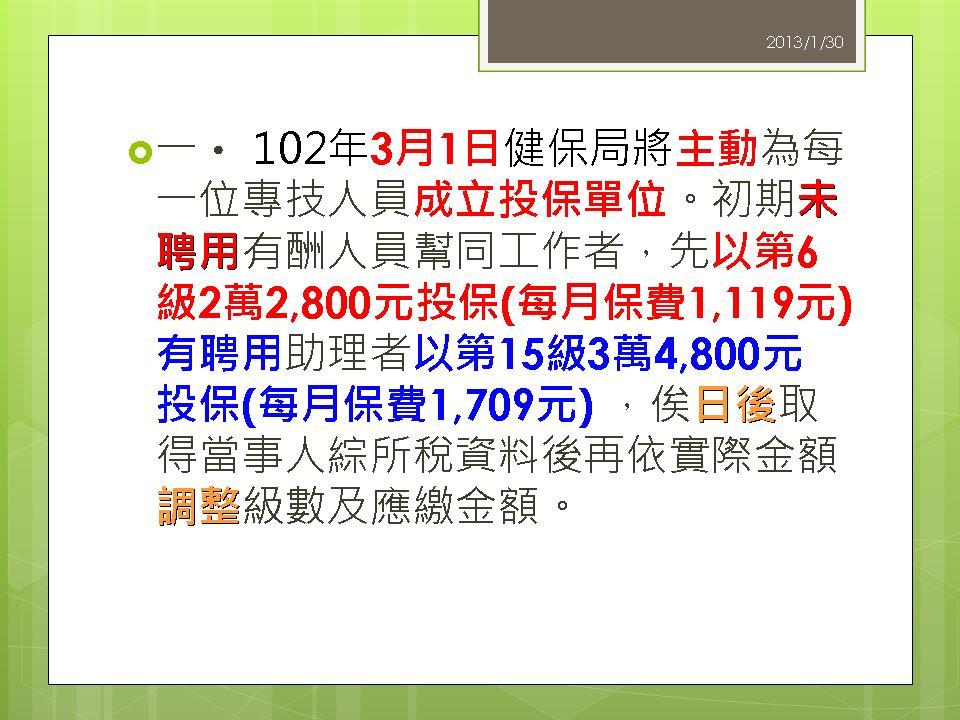 2013/1/30
一． 102年3月1日健保局將主動為每
一位專技人員成立投保單位。初期未
聘用有酬人員幫同工作者，先以第6
級2萬2,800元投保(每月保費1,119元)
有聘用助理者以第15級3萬4,800元
投保(每月保費1,709元) ，俟日後取
得當事人綜所稅資料後再依實際金額
調整級數及應繳金額。